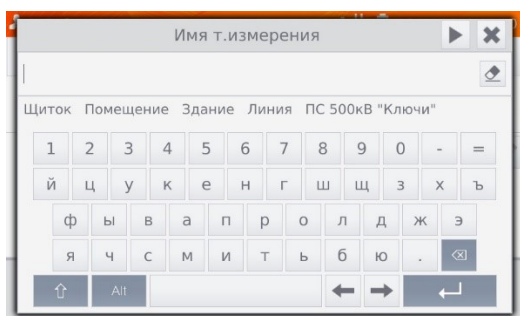 Имя т.измерения
Щиток Помещение Здание Линия ПС 500кВ "Ключи"
1 2 3 4 5 6 7 8 9 0 - =
й ц у к е н г ш щ з х ъ
ф ы в а п р о л д ж э
я ч с м и т ь б ю .
Alt